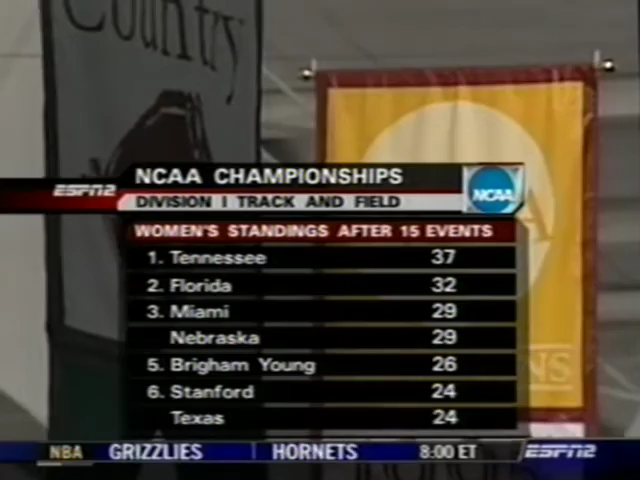 Country
NCAA CHAMPIONSHIPS
ESPN2
DIVISION I TRACK AND FIELD
NCAA
WOMEN'S STANDINGS AFTER 15 EVENTS
1. Tennessee 37
2. Florida 32
3. Miami 29
Nebraska 29
5. Brigham Young 26
6. Stanford 24
Texas 24
NBA GRIZZLIES HORNETS 8:00 ET ESPN2